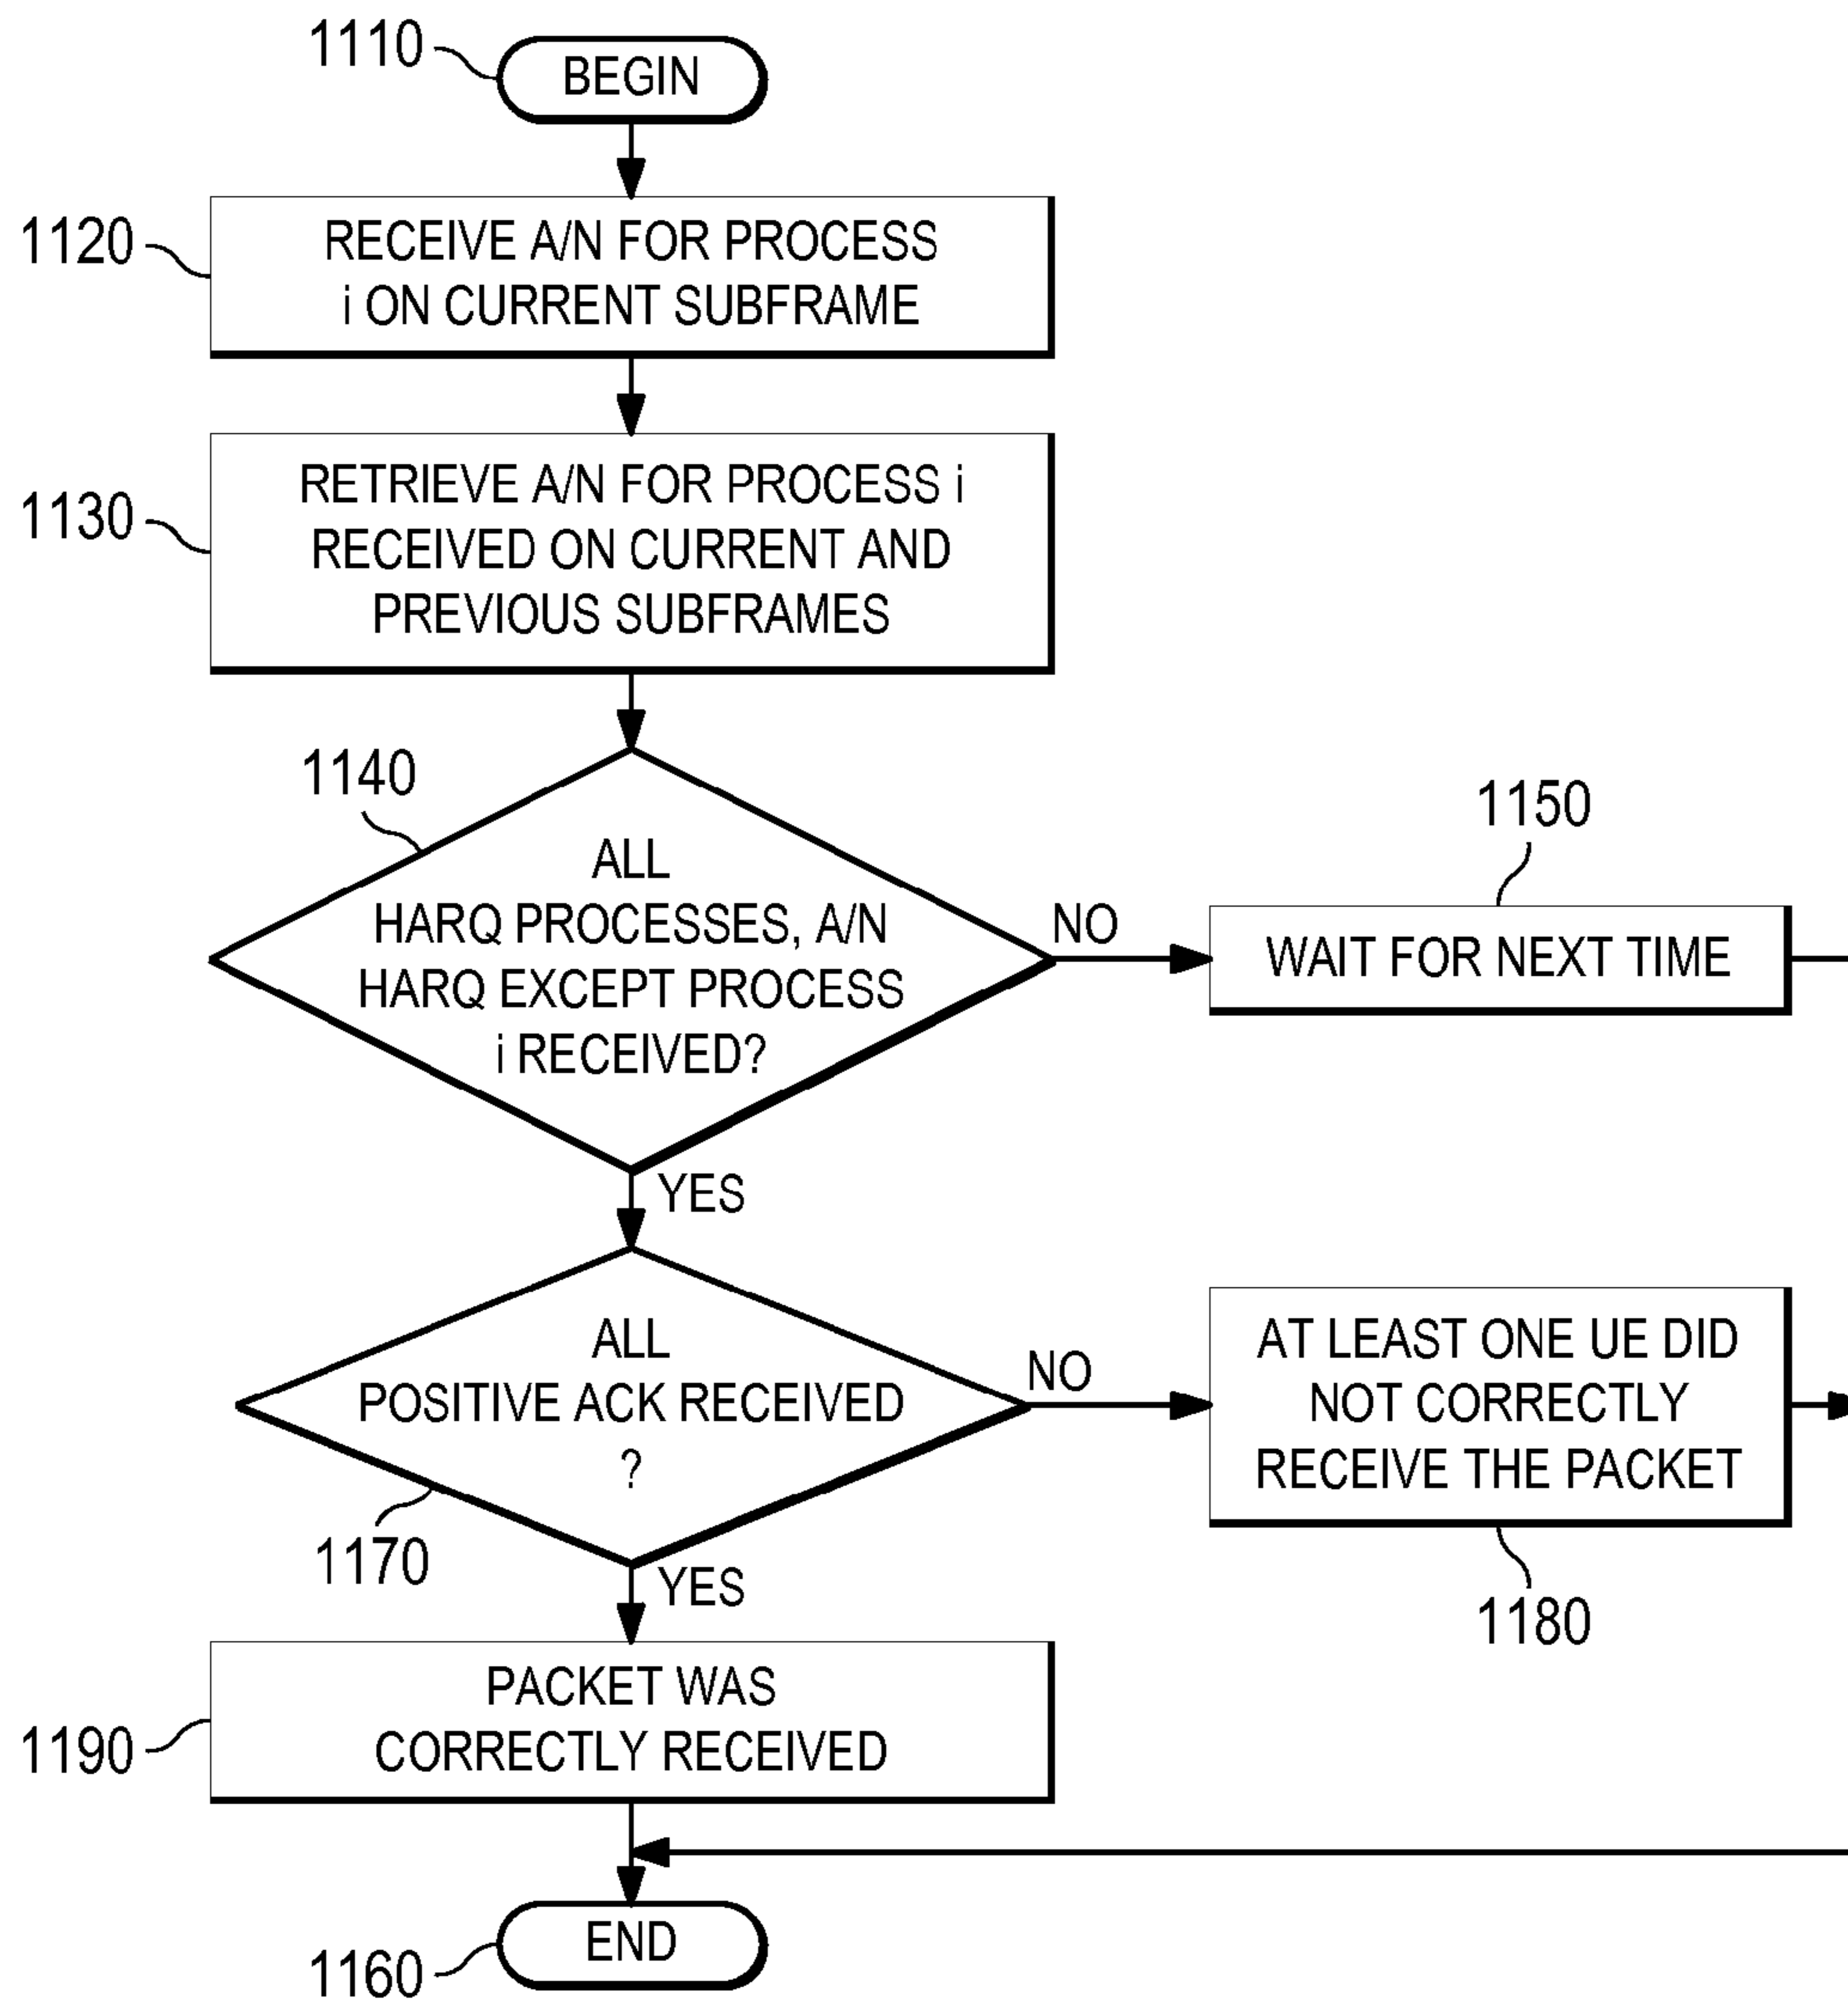 1110
BEGIN
1120
RECEIVE A/N FOR PROCESS
i ON CURRENT SUBFRAME
1130
RETRIEVE A/N FOR PROCESS i
RECEIVED ON CURRENT AND
PREVIOUS SUBFRAMES
1140
ALL
HARQ PROCESSES, A/N
HARQ EXCEPT PROCESS
i RECEIVED?
NO
1150
WAIT FOR NEXT TIME
YES
ALL
POSITIVE ACK RECEIVED
?
1170
NO
AT LEAST ONE UE DID
NOT CORRECTLY
RECEIVE THE PACKET
1180
YES
PACKET WAS
CORRECTLY RECEIVED
1190
END
1160